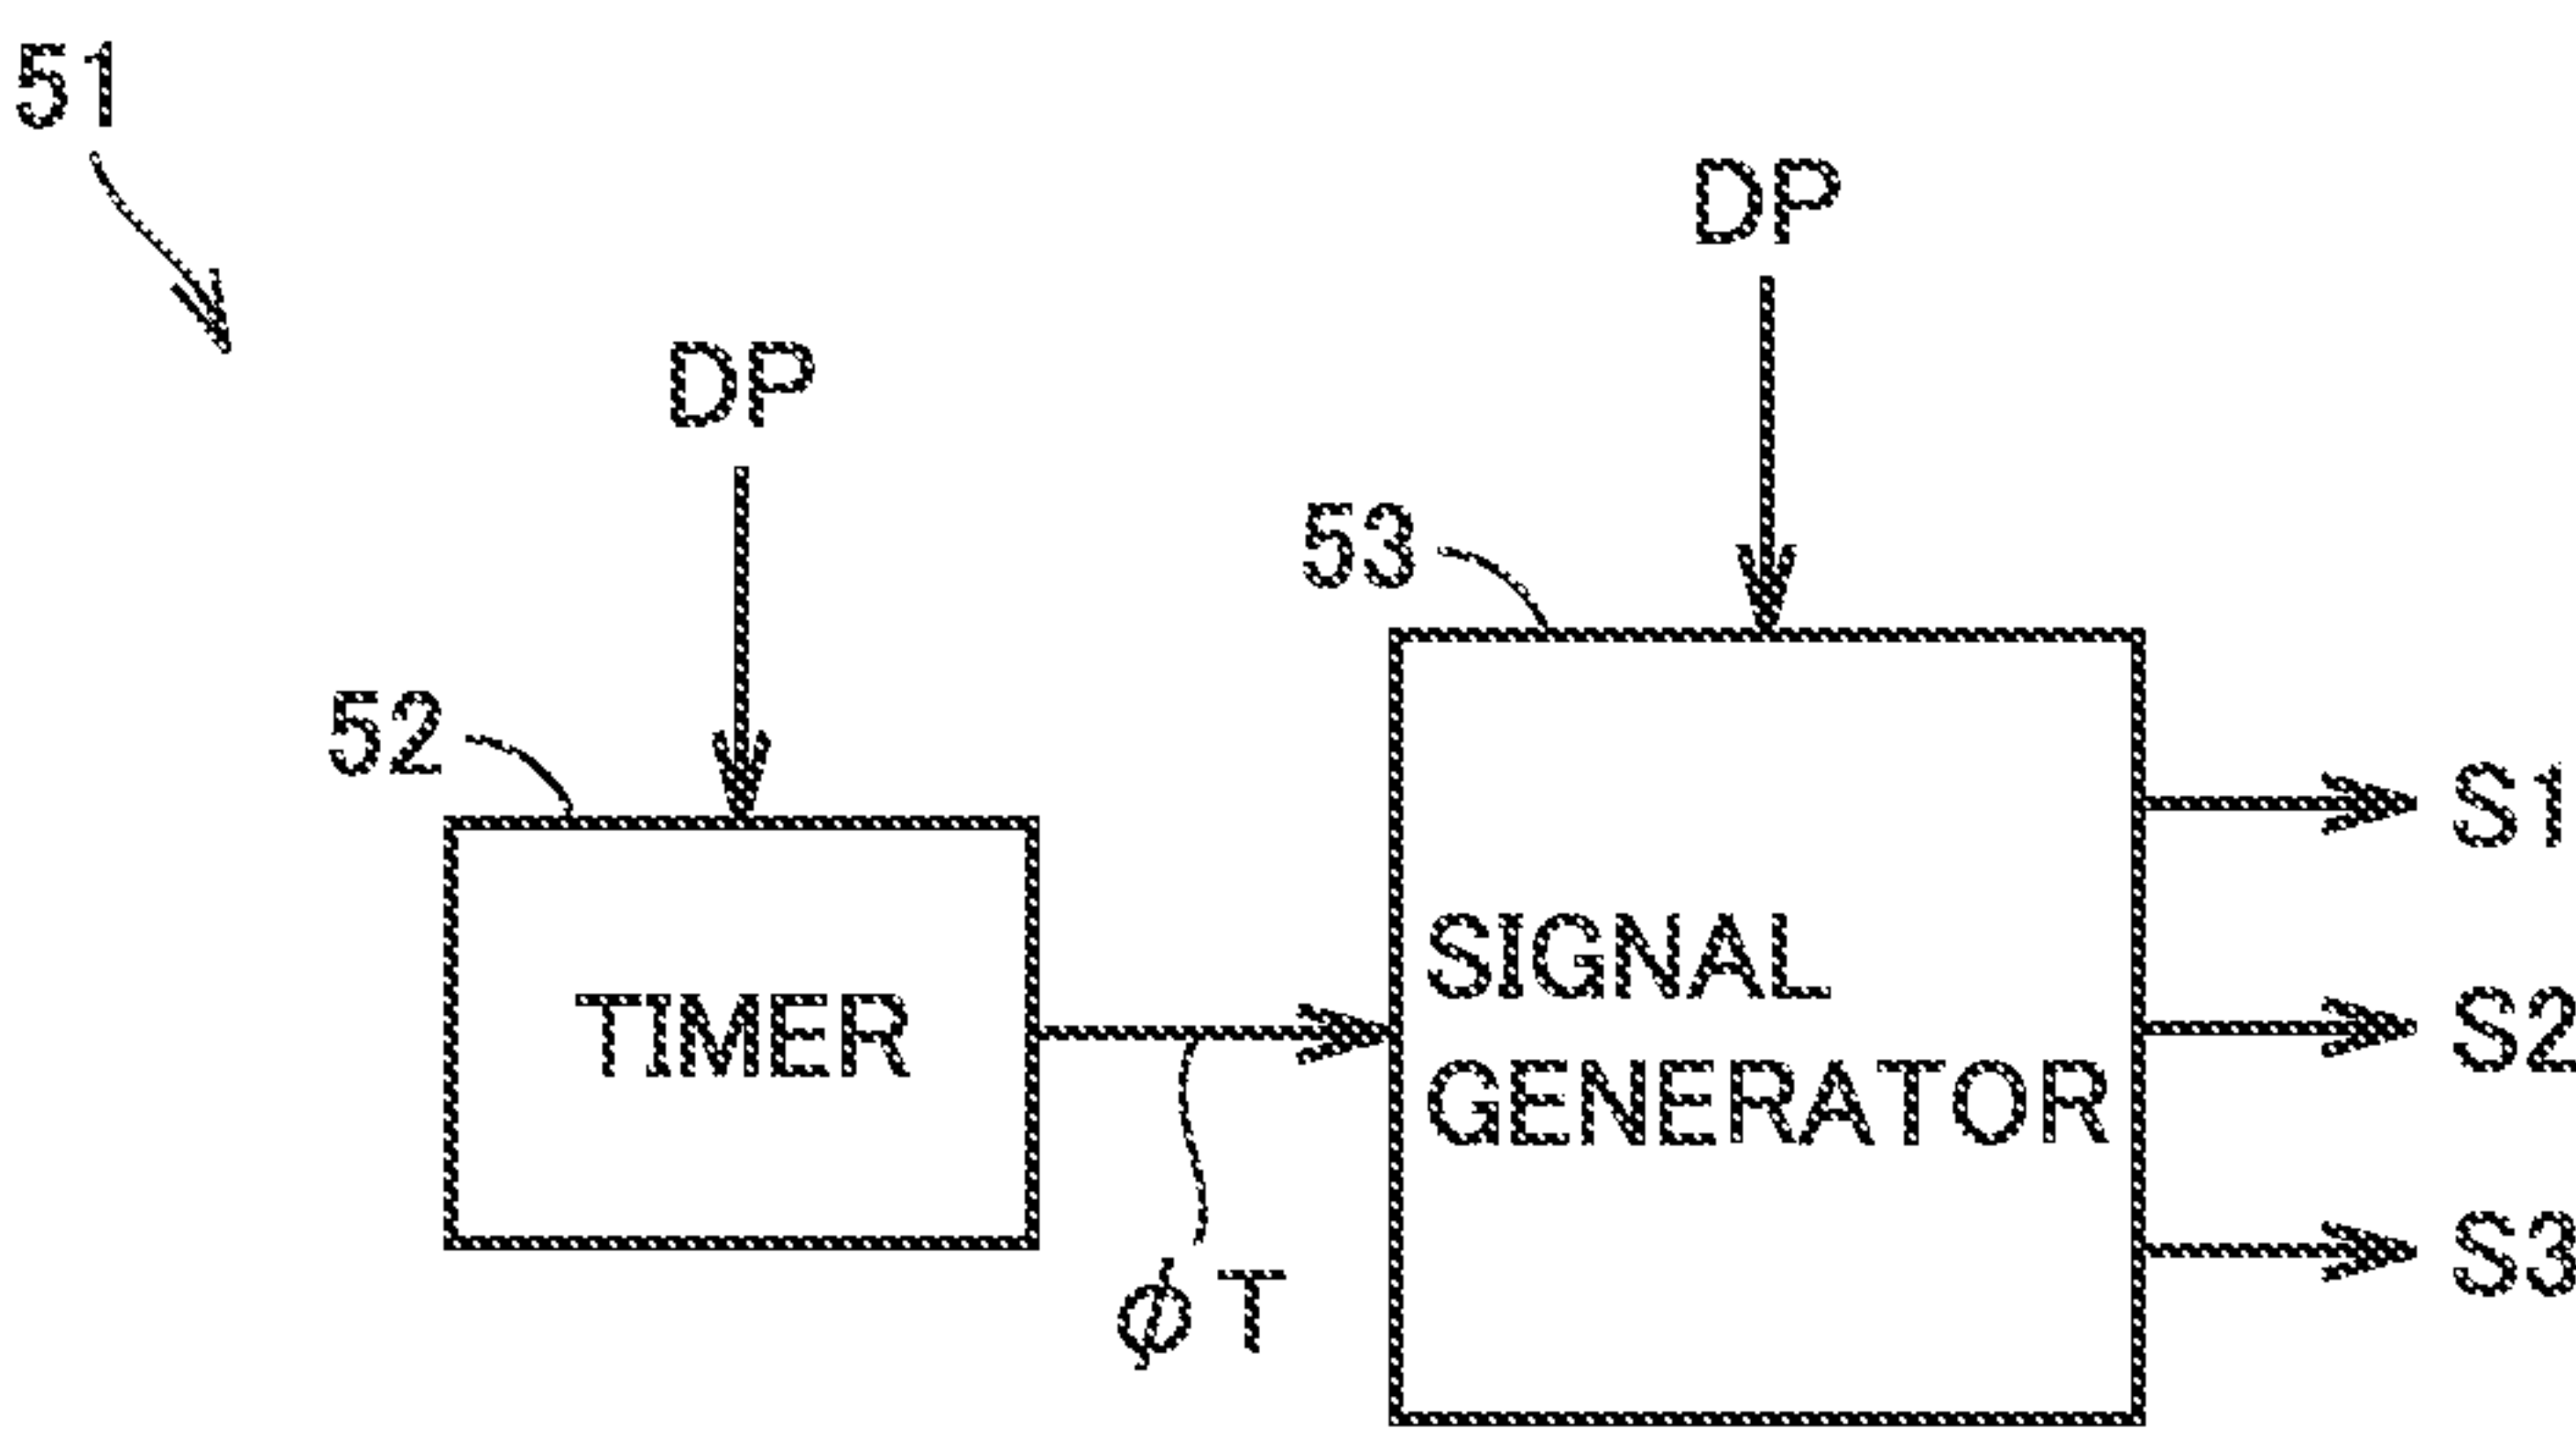 51
DP
DP
53
52
S1
SIGNAL
TIMER
S2
GENERATOR
S3
φT